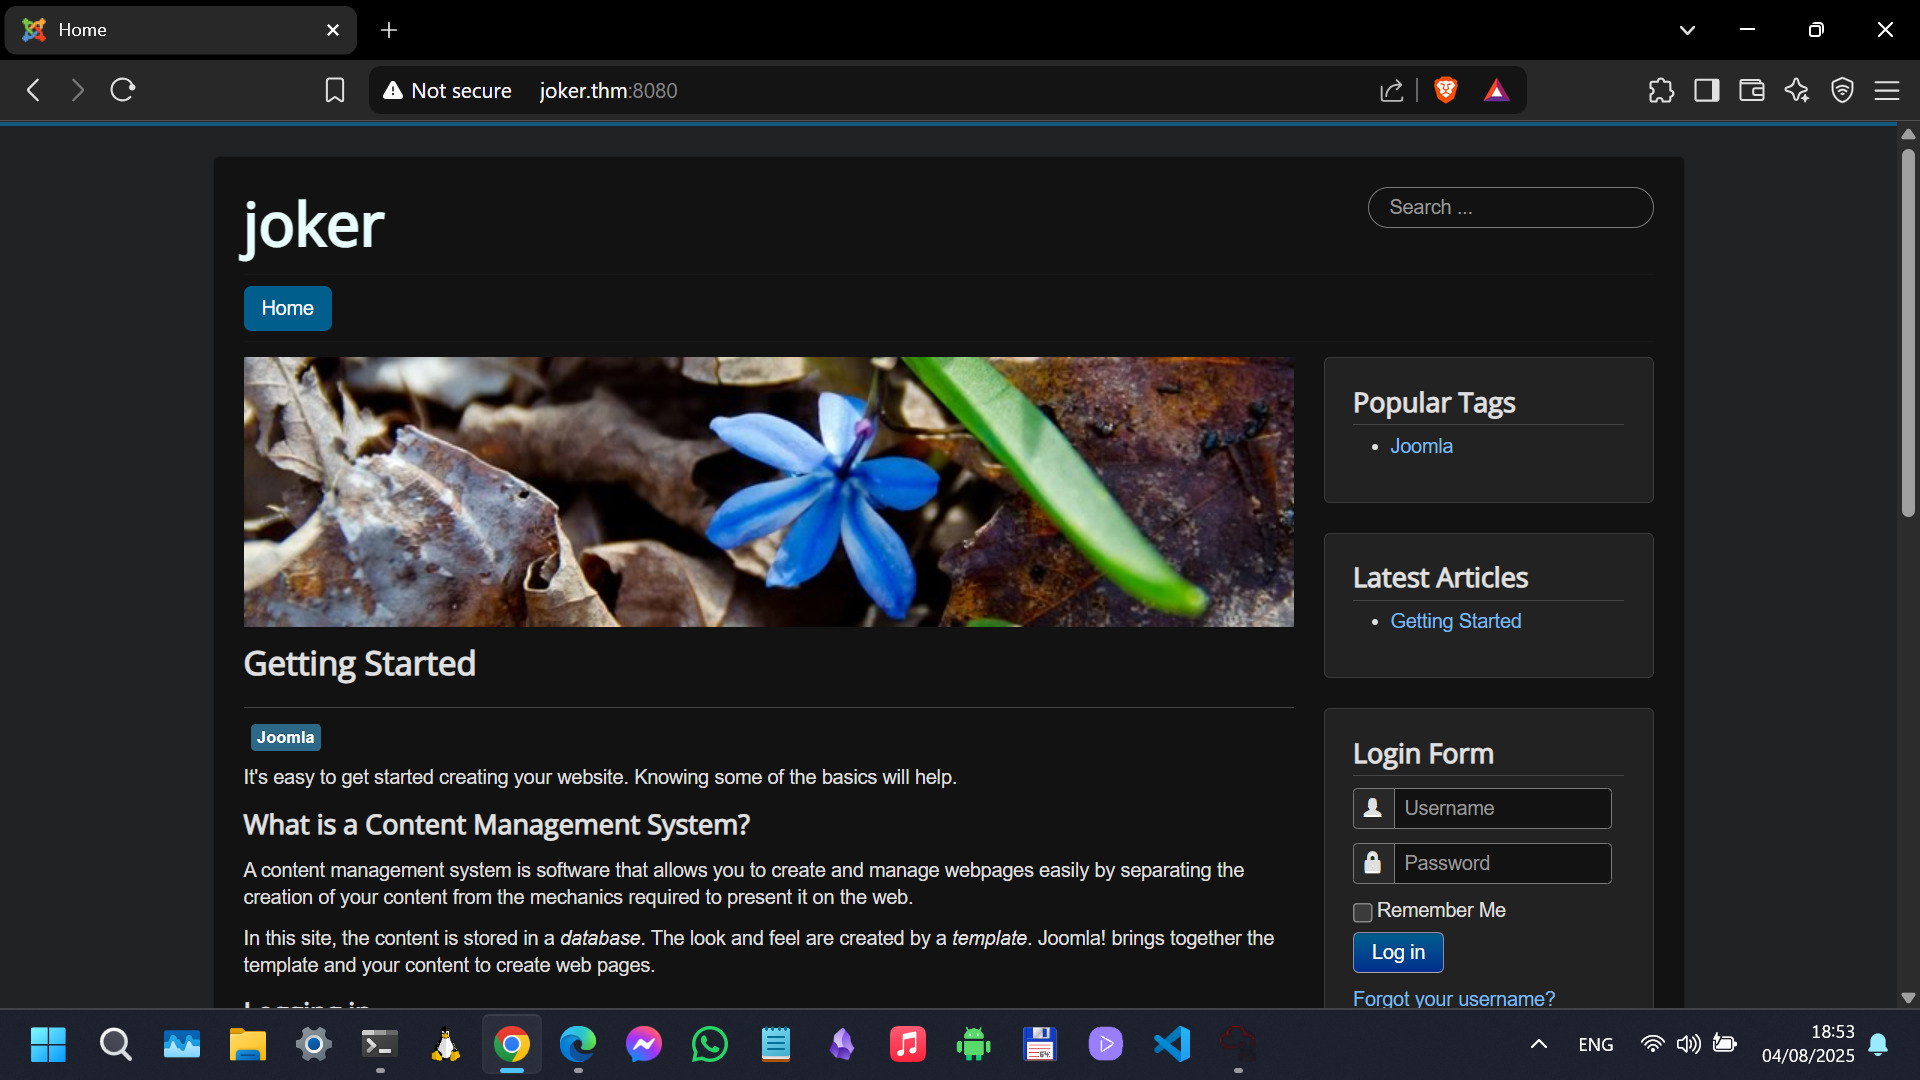 Home
Not secure joker.thm:8080
joker
Search ...
Home
Popular Tags
Joomla
Latest Articles
Getting Started
Getting Started
Joomla
It's easy to get started creating your website. Knowing some of the basics will help.
What is a Content Management System?
A content management system is software that allows you to create and manage webpages easily by separating the
creation of your content from the mechanics required to present it on the web.
In this site, the content is stored in a database. The look and feel are created by a template. Joomla! brings together the
template and your content to create web pages.
Logging in
Login Form
Username
Password
Remember Me
Log in
Forgot your username?
64
ENG
18:53
04/08/2025